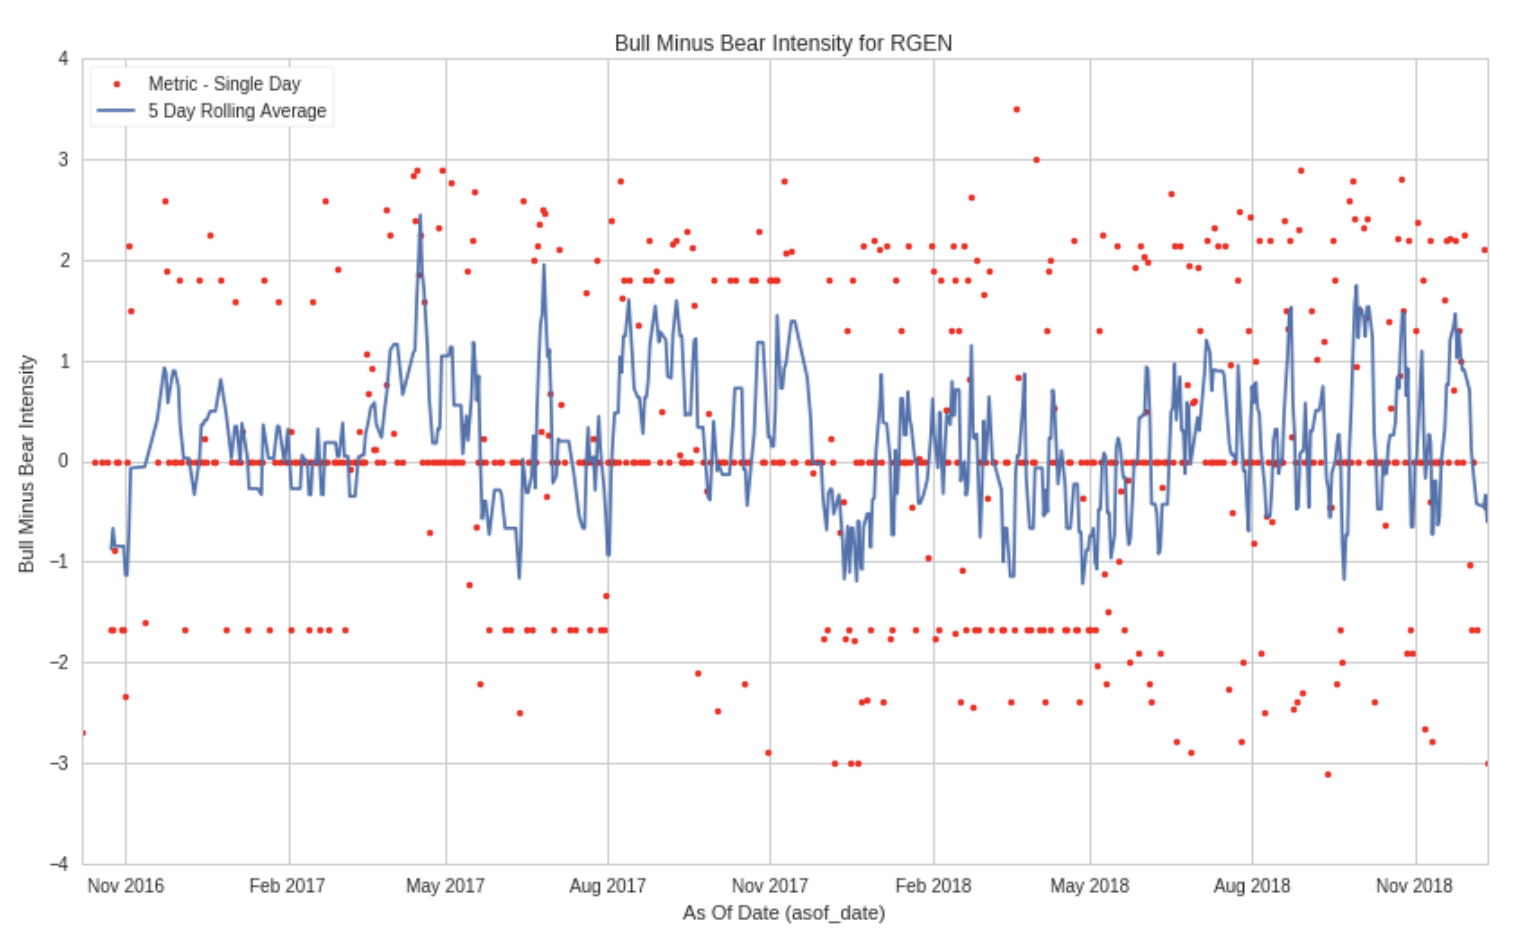 Bull Minus Bear Intensity for RGEN
4
Metric - Single Day
5 Day Rolling Average
3
2
1
0
−1
−2
−3
−4
Bull Minus Bear Intensity
Nov 2016 Feb 2017 May 2017 Aug 2017 Nov 2017 Feb 2018 May 2018 Aug 2018 Nov 2018
As Of Date (asof_date)